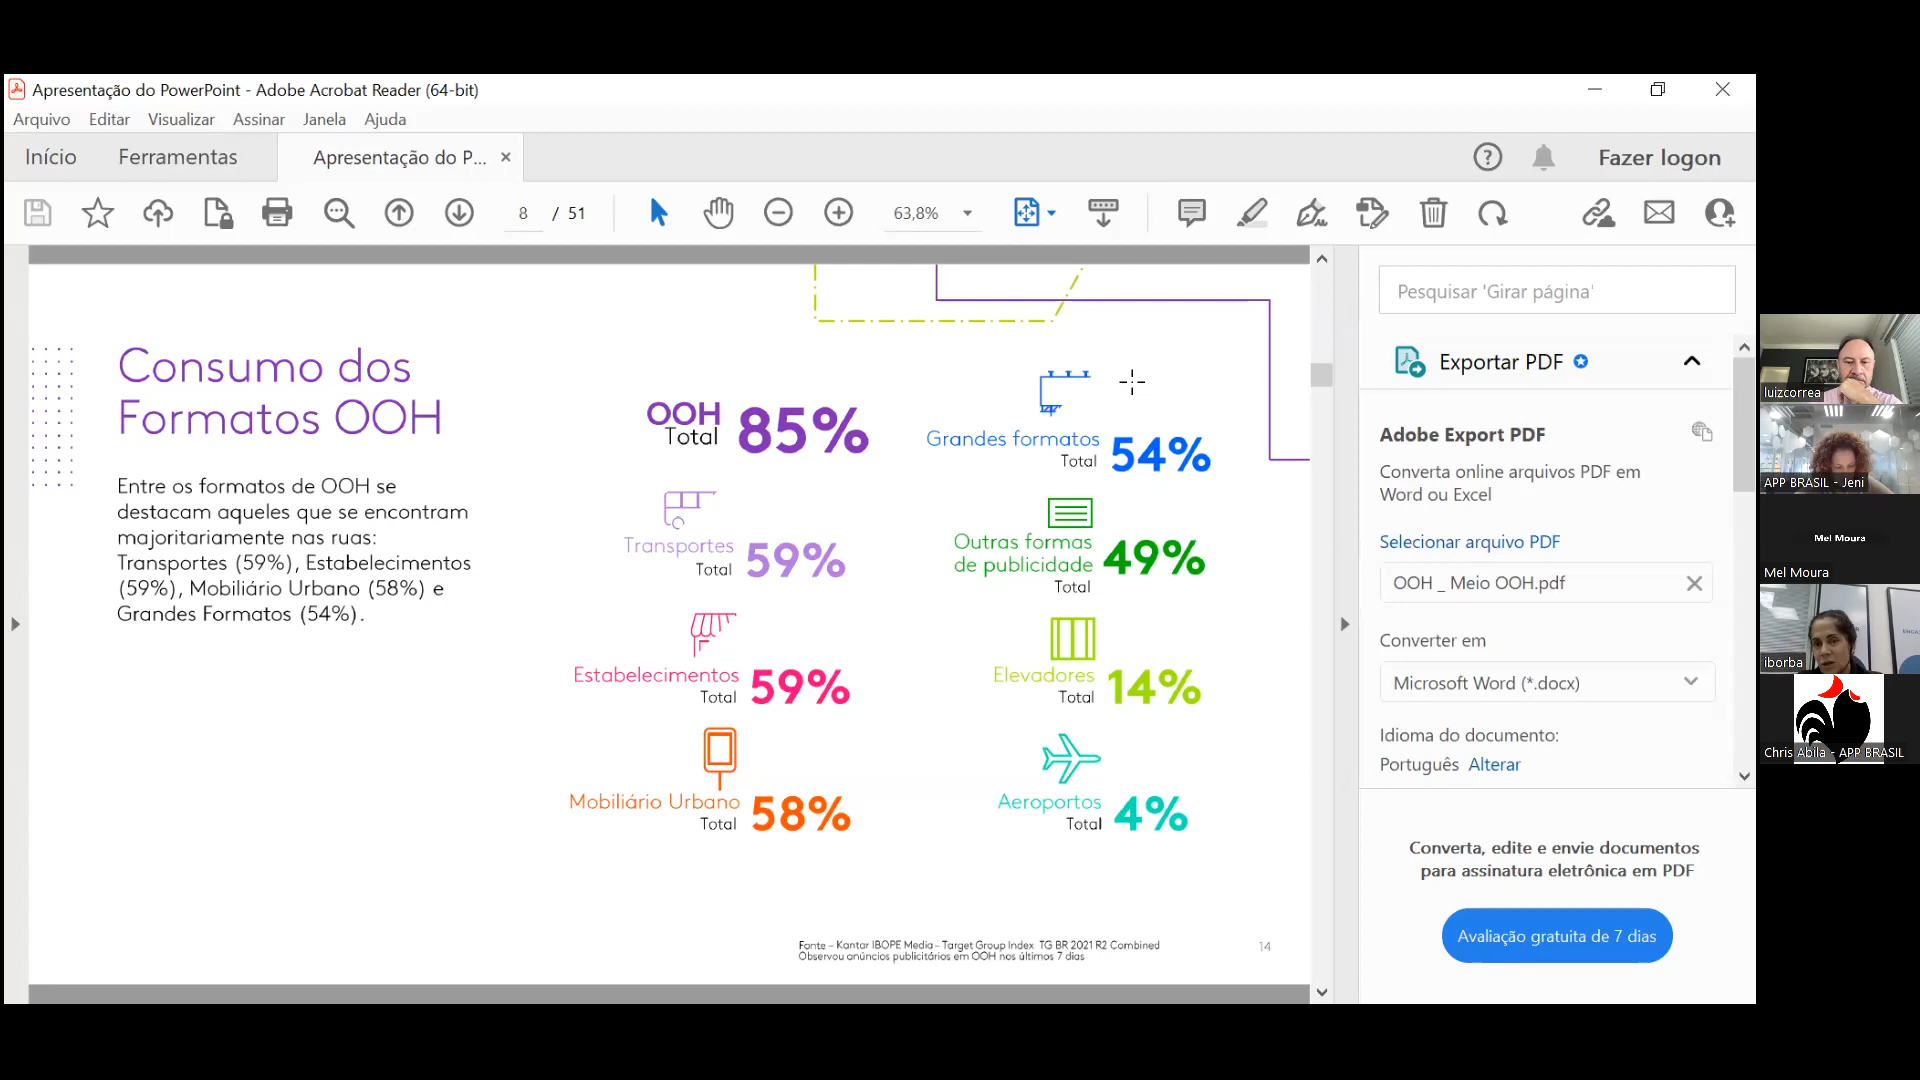 Apresentação do PowerPoint - Adobe Acrobat Reader (64-bit)
Arquivo Editar Visualizar Assinar Janela Ajuda
Início Ferramentas Apresentação do P... Fazer logon
8 / 51 63,8%
Consumo dos
Formatos OOH
Entre os formatos de OOH se
destacam aqueles que se encontram
majoritariamente nas ruas:
Transportes (59%), Estabelecimentos
(59%), Mobiliário Urbano (58%) e
Grandes Formatos (54%).
OOH
Total
85%
Grandes formatos
Total
54%
Transportes
Total
59%
Outras formas
de publicidade
Total
49%
Estabelecimentos
Total
59%
Elevadores
Total
14%
Mobiliário Urbano
Total
58%
Aeroportos
Total
4%
Fonte – Kantar IBOPE Media – Target Group Index TG BR 2021 R2 Combined
Observou anúncios publicitários em OOH nos últimos 7 dias
14
Pesquisar 'Girar página'
Exportar PDF
Adobe Export PDF
Converta online arquivos PDF em
Word ou Excel
Selecionar arquivo PDF
OOH _ Meio OOH.pdf
Converter em
Microsoft Word (*.docx)
Idioma do documento:
Português Alterar
Converta, edite e envie documentos
para assinatura eletrônica em PDF
Avaliação gratuita de 7 dias
luizcorrea
APP BRASIL - Jeni
Mel Moura
Mel Moura
iborba
Chris Abila - APP BRASIL